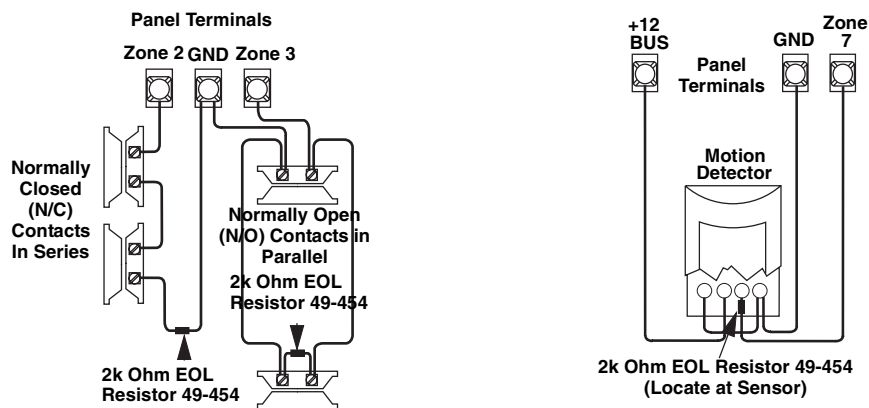 Panel Terminals
Zone 2 GND Zone 3
Normally
Closed
(N/C)
Contacts
In Series
Normally Open
(N/O) Contacts in
Parallel
2k Ohm EOL
Resistor 49-454
2k Ohm EOL
Resistor 49-454
+12
BUS
GND
Zone
7
Panel
Terminals
Motion
Detector
2k Ohm EOL Resistor 49-454
(Locate at Sensor)